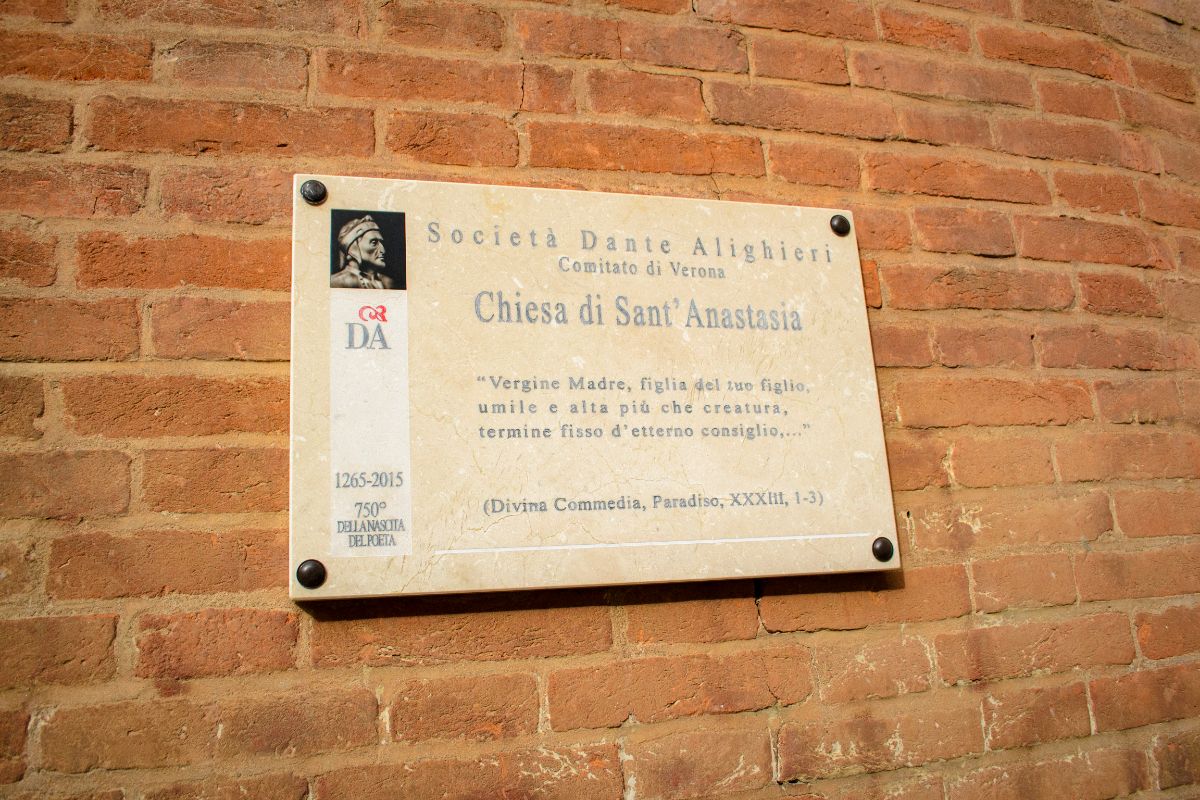 Società Dante Alighieri
Comitato di Verona
Chiesa di Sant'Anastasia
"Vergine Madre, figlia del tuo figlio,
umile e alta più che creatura,
termine fisso d'etterno consiglio,..."
(Divina Commedia, Paradiso, XXXIII, 1-3)
DA
1265-2015
750°
DELLA NASCITA
DEL POETA